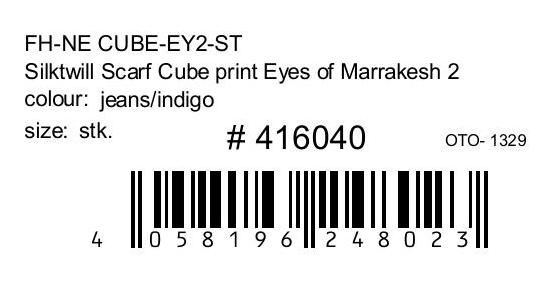 FH-NE CUBE-EY2-ST
Silktwill Scarf Cube print Eyes of Marrakesh 2
colour: jeans/indigo
size: stk.
# 416040
OTO- 1329
4 058196 248023